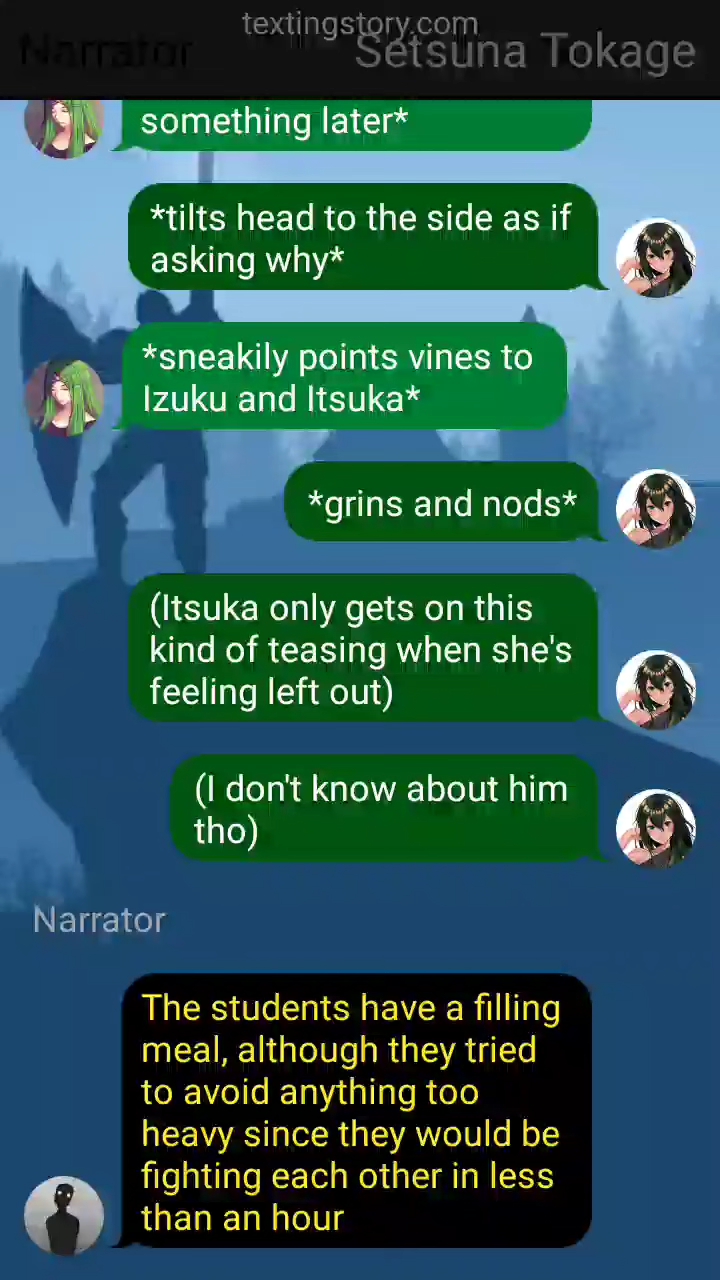 textingstory.com
Narrator
Setsuna Tokage
something later*
*tilts head to the side as if
asking why*
*sneakily points vines to
Izuku and Itsuka*
*grins and nods*
(Itsuka only gets on this
kind of teasing when she's
feeling left out)
(I don't know about him
tho)
Narrator
The students have a filling
meal, although they tried
to avoid anything too
heavy since they would be
fighting each other in less
than an hour